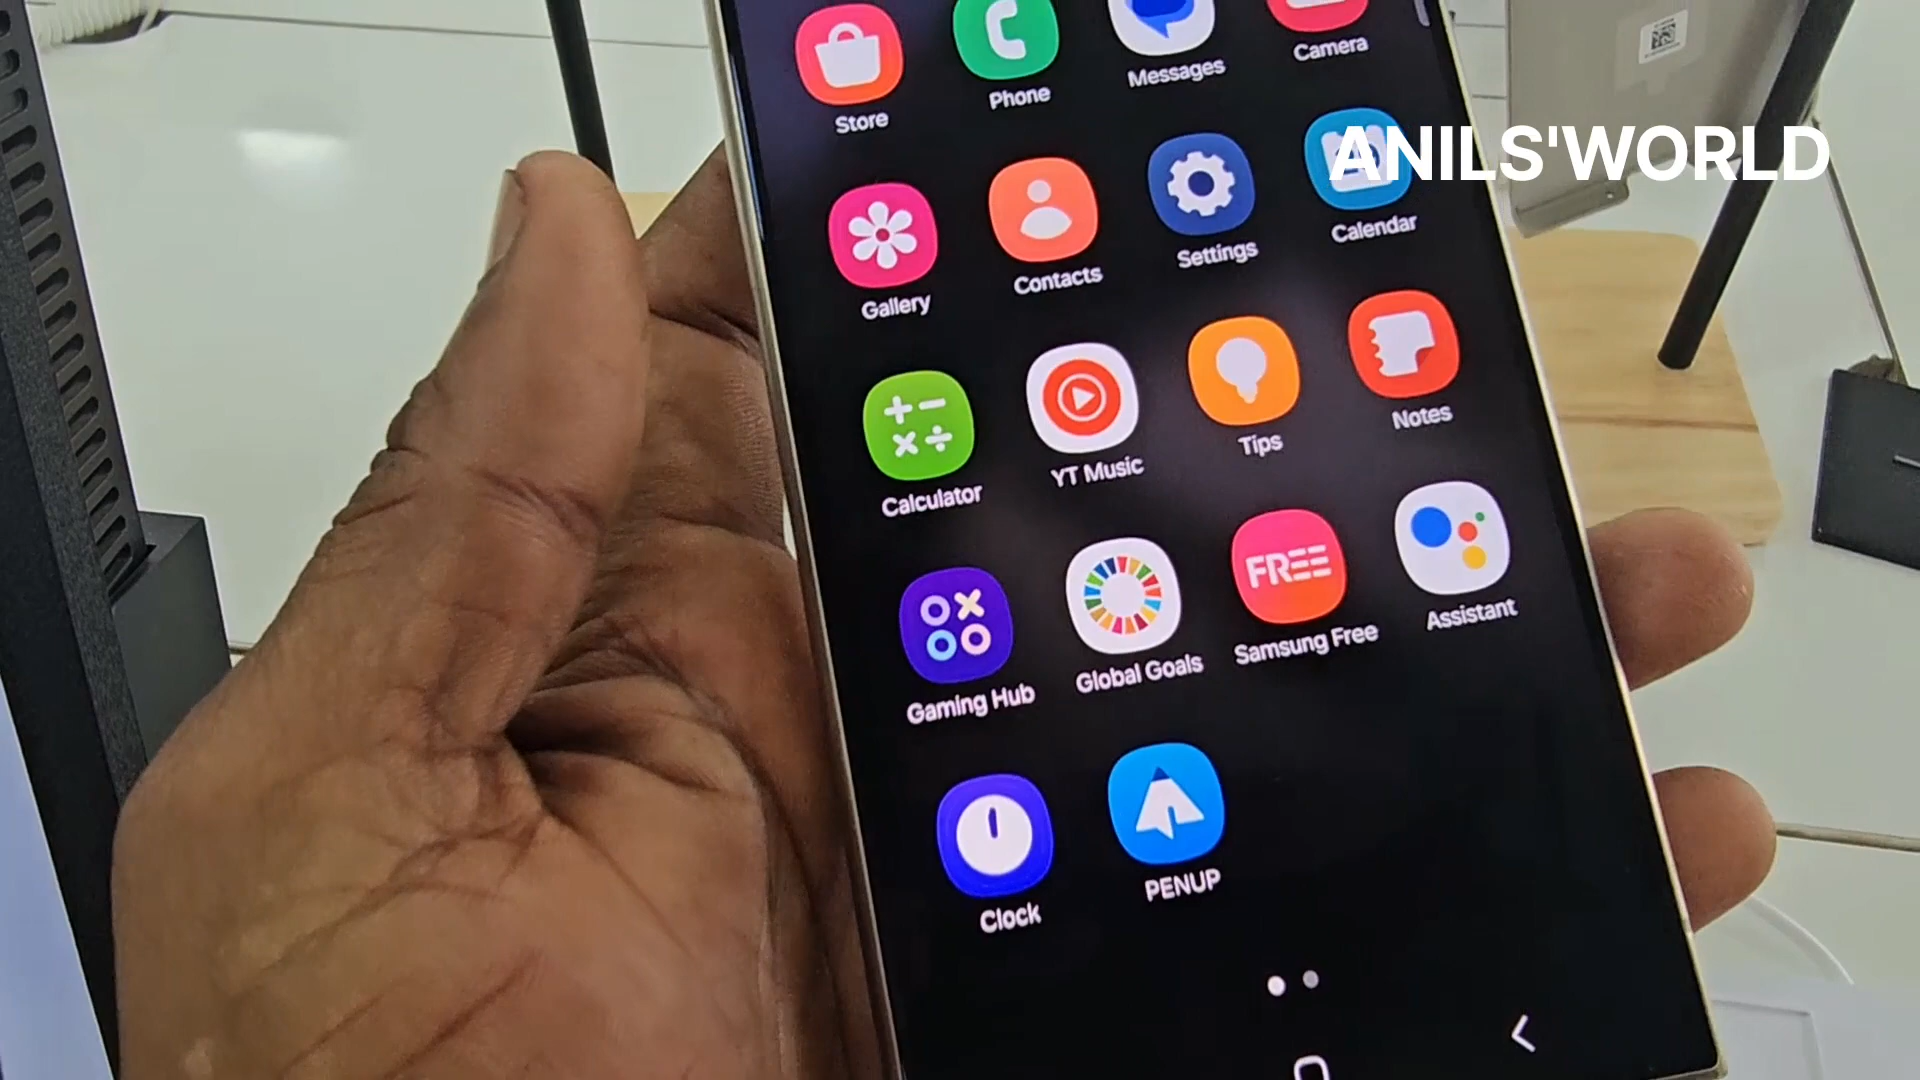 Store
Phone
Messages
Camera
ANILS'WORLD
Gallery
Contacts
Settings
Calendar
Calculator
YT Music
Tips
Notes
FREE
Gaming Hub
Global Goals
Samsung Free
Assistant
Clock
PENUP